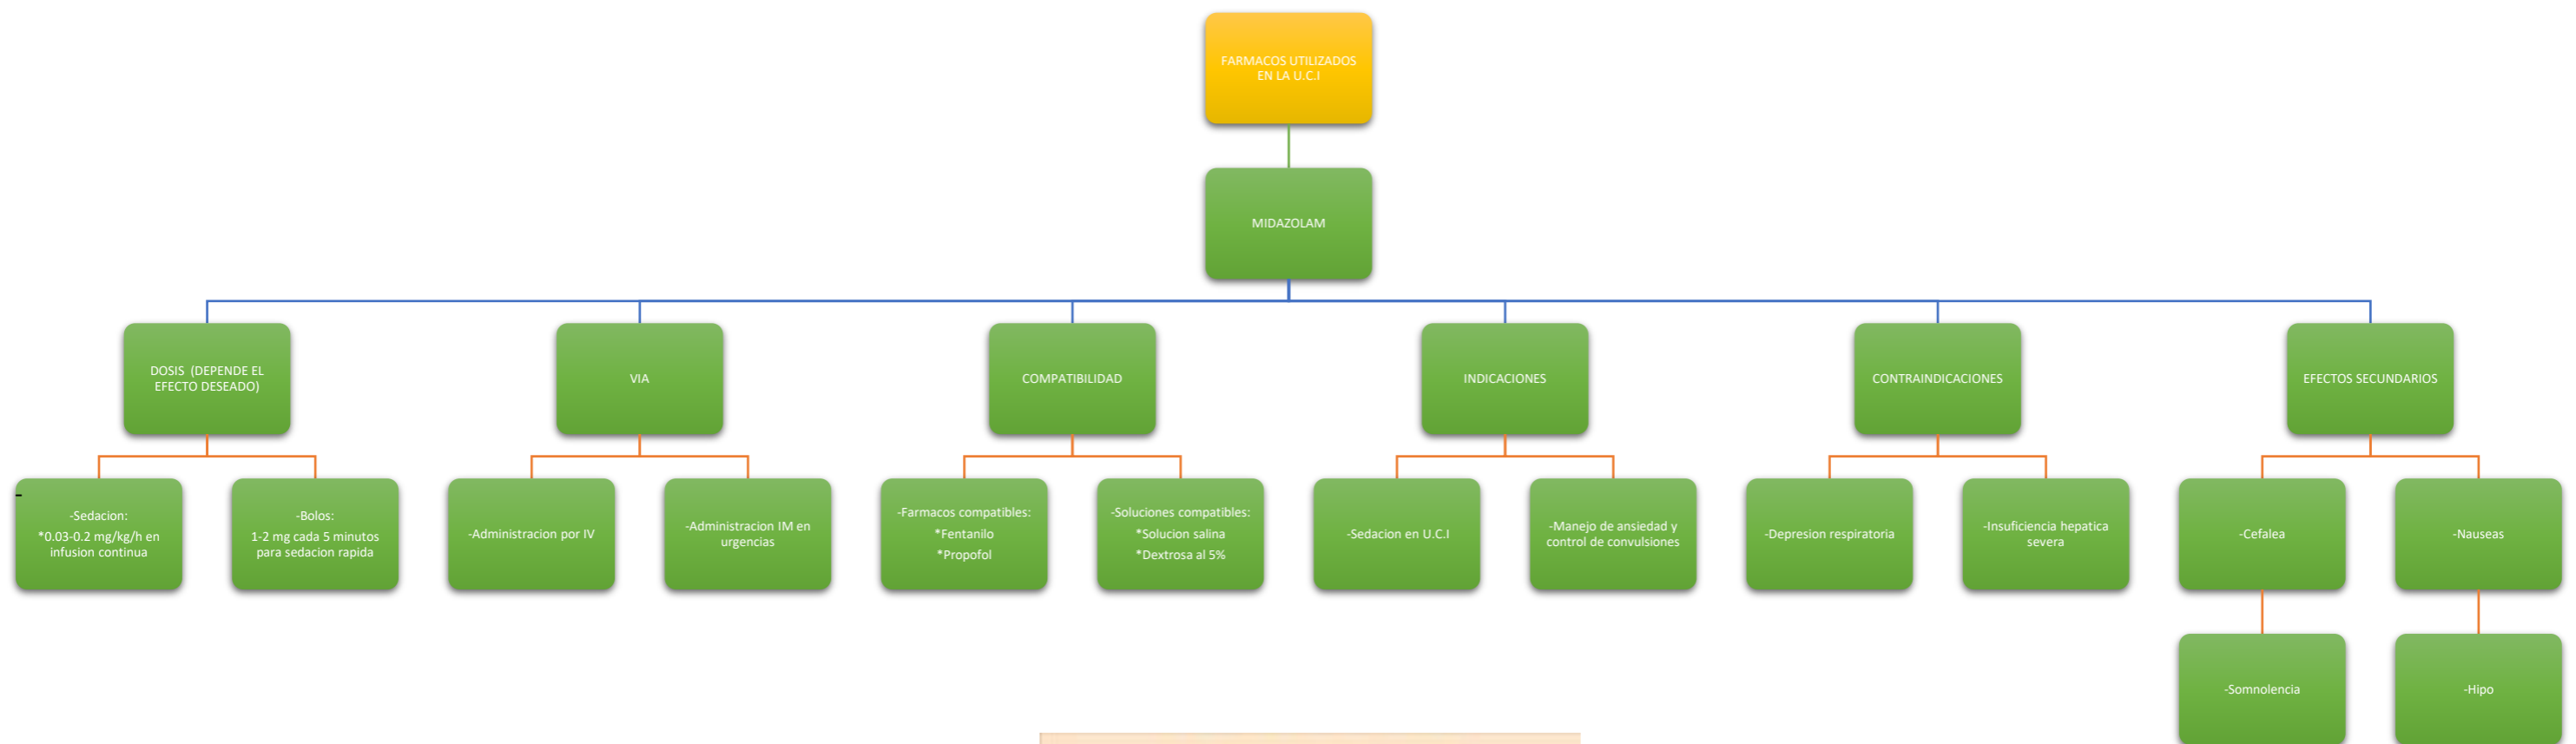 FARMACOS UTILIZADOS
EN LA U.C.I
MIDAZOLAM
DOSIS (DEPENDE EL
EFECTO DESEADO)
VIA
COMPATIBILIDAD
INDICACIONES
CONTRAINDICACIONES
EFECTOS SECUNDARIOS
-
-Sedacion:
*0.03-0.2 mg/kg/h en
infusion continua
-Bolos:
1-2 mg cada 5 minutos
para sedacion rapida
-Administracion por IV
-Administracion IM en
urgencias
-Farmacos compatibles:
*Fentanilo
*Propofol
-Soluciones compatibles:
*Solucion salina
*Dextrosa al 5%
-Sedacion en U.C.I
-Manejo de ansiedad y
control de convulsiones
-Depresion respiratoria
-Insuficiencia hepatica
severa
-Cefalea
-Nauseas
-Somnolencia
-Hipo